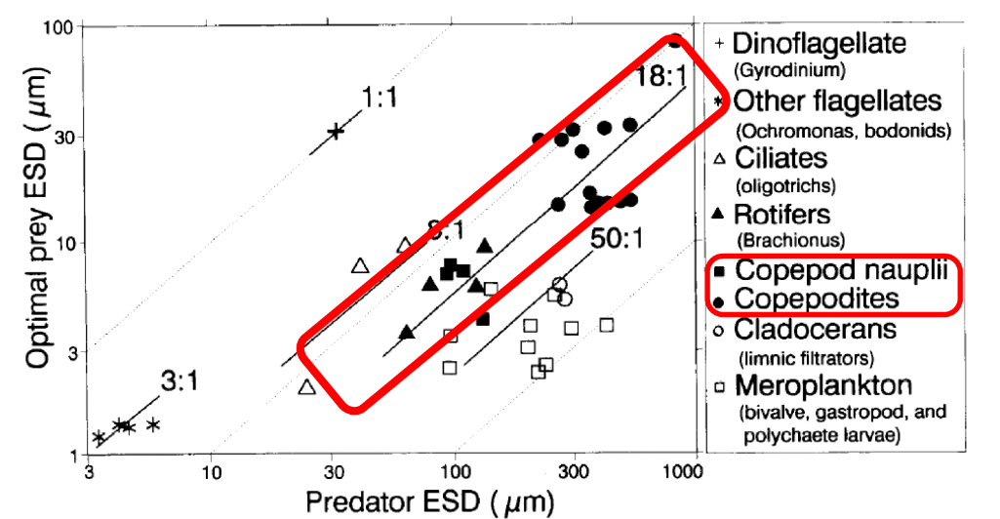 100
30
10
3
1
Optimal prey ESD (μm)
3
10
30
100
300
1000
Predator ESD (μm)
1:1
18:1
8:1
50:1
3:1
+ Dinoflagellate
(Gyrodinium)
* Other flagellates
(Ochromonas, bodonids)
△ Ciliates
(oligotrichs)
▲ Rotifers
(Brachionus)
■ Copepod nauplii
● Copepodites
○ Cladocerans
(limnic filtrators)
□ Meroplankton
(bivalve, gastropod, and
polychaete larvae)